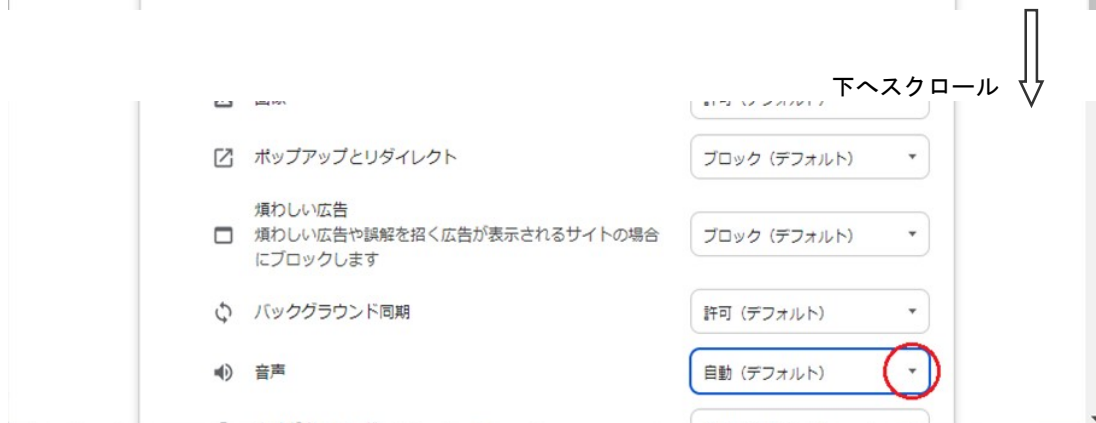 下へスクロール
ポップアップとリダイレクト
ブロック（デフォルト）
煩わしい広告
煩わしい広告や誤解を招く広告が表示されるサイトの場合
にブロックします
ブロック（デフォルト）
バックグラウンド同期
許可（デフォルト）
音声
自動（デフォルト）